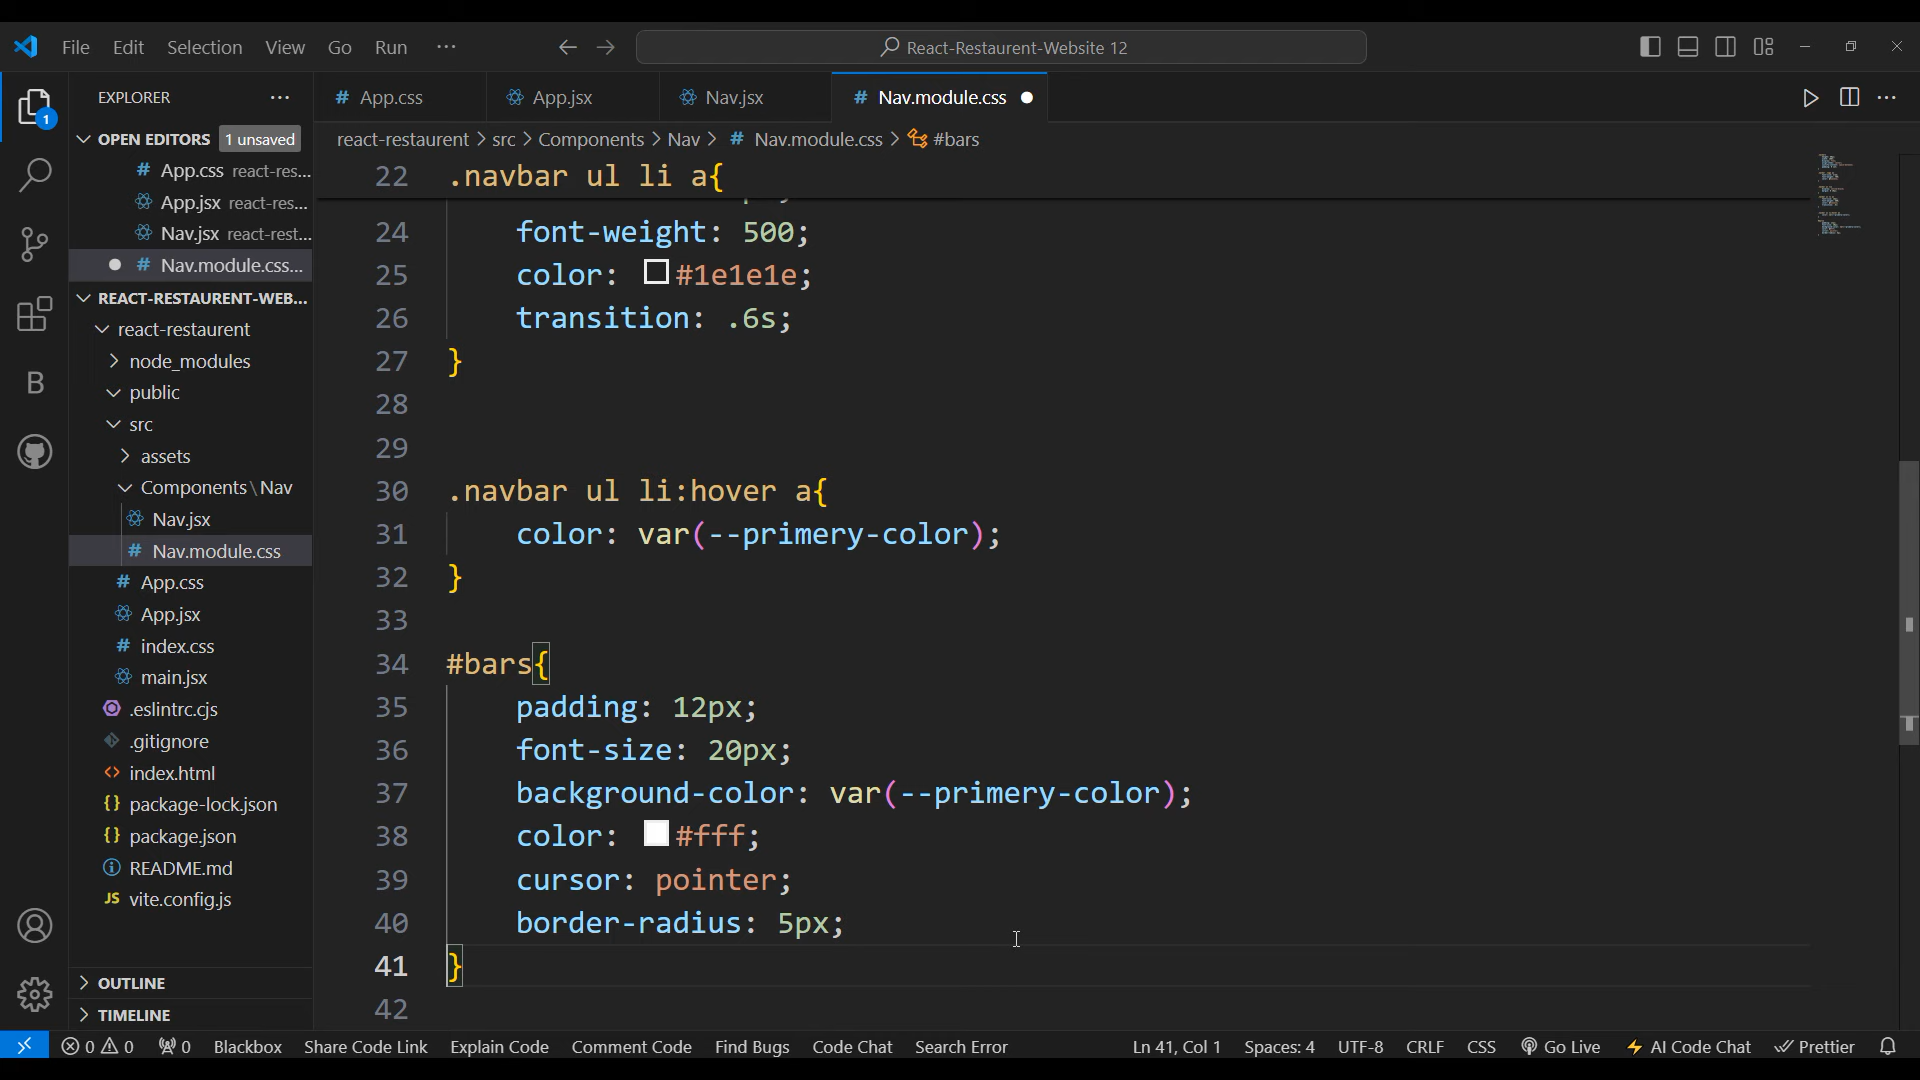 File Edit Selection View Go Run ··· React-Restaurent-Website 12
EXPLORER ···
App.css App.jsx Nav.jsx Nav.module.css
OPEN EDITORS 1 unsaved
react-restaurent > src > Components > Nav > # Nav.module.css > #bars
# App.css react-res...
App.jsx react-res...
Nav.jsx react-rest...
# Nav.module.css...
REACT-RESTAURENT-WEB...
react-restaurent
node_modules
public
src
assets
Components\Nav
Nav.jsx
# Nav.module.css
# App.css
App.jsx
# index.css
main.jsx
.eslintrc.cjs
.gitignore
<> index.html
{} package-lock.json
{} package.json
README.md
JS vite.config.js
OUTLINE
TIMELINE
1
B
22 .navbar ul li a{
24 font-weight: 500;
25 color: #1e1e1e;
26 transition: .6s;
27 }
28
29
30 .navbar ul li:hover a{
31 color: var(--primery-color);
32 }
33
34 #bars{
35 padding: 12px;
36 font-size: 20px;
37 background-color: var(--primery-color);
38 color: #fff;
39 cursor: pointer;
40 border-radius: 5px;
41 }
42
0 0 0 Blackbox Share Code Link Explain Code Comment Code Find Bugs Code Chat Search Error Ln 41, Col 1 Spaces: 4 UTF-8 CRLF CSS Go Live AI Code Chat Prettier